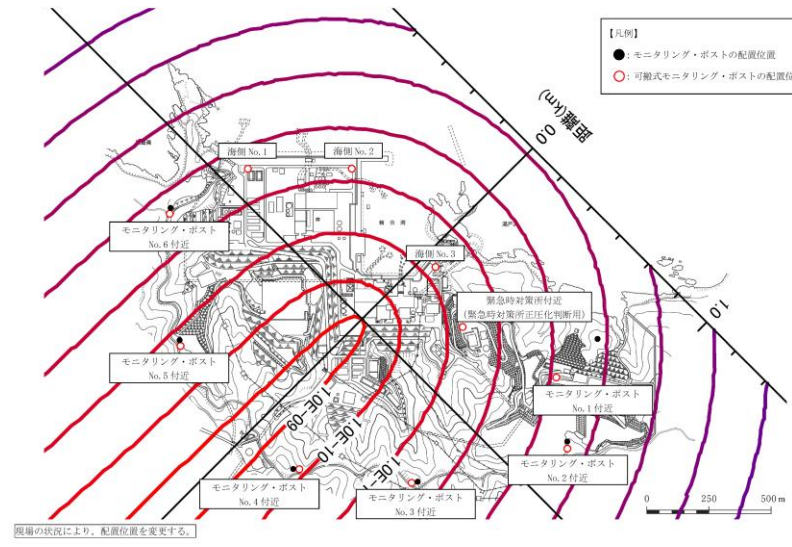 【凡例】
●: モニタリング・ポストの配置位置
○: 可搬式モニタリング・ポストの配置位
距離(km)
0.0
1.0
海側 No.1
海側 No.2
モニタリング・ポスト
No.6 付近
海側 No.3
緊急時対策所付近
(緊急時対策所正圧化判断用)
モニタリング・ポスト
No.5 付近
モニタリング・ポスト
No.1 付近
1.0E-09
1.0E-10
1.0E-1
モニタリング・ポスト
No.4 付近
モニタリング・ポスト
No.3 付近
モニタリング・ポスト
No.2 付近
0 250 500 m
現場の状況により、配置位置を変更する。